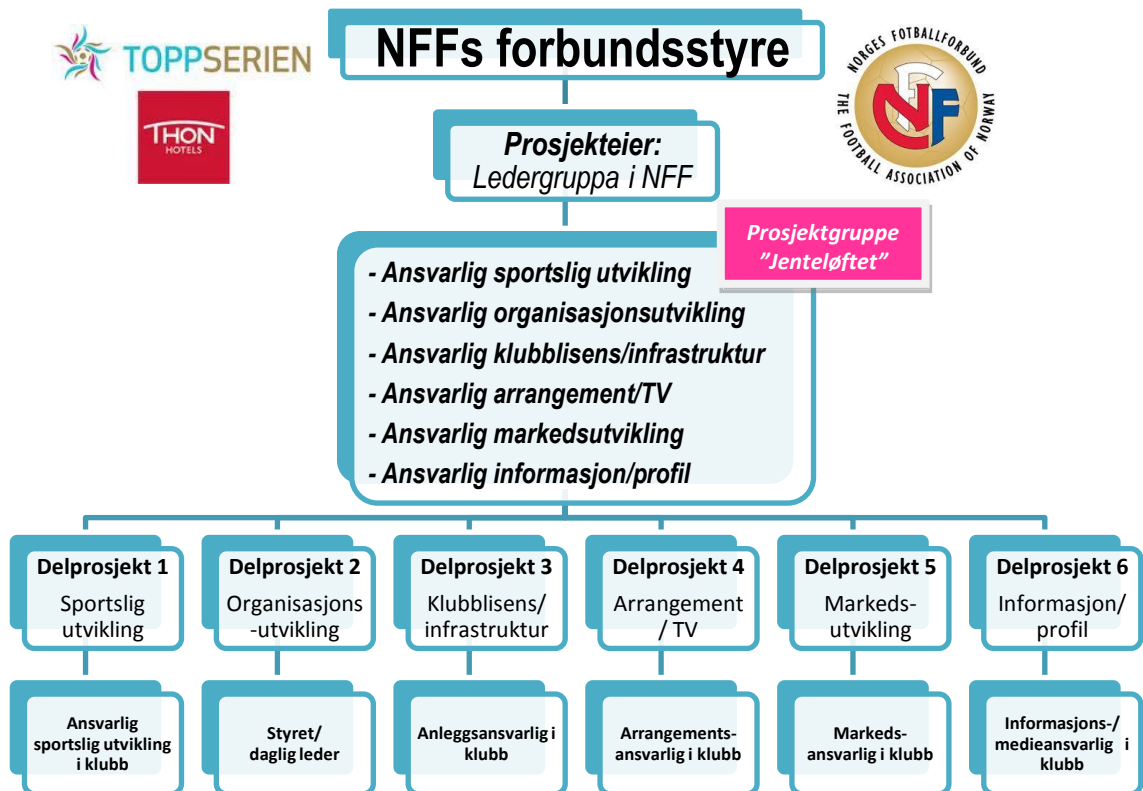 NFFs forbundsstyre
TOPPSERIEN
THON
HOTELS
NORGES FOTBALLFORBUND
THE FOOTBALL ASSOCIATION OF NORWAY
NFF
Prosjekteier:
Ledergruppa i NFF
Prosjektgruppe
”Jenteløftet”
- Ansvarlig sportslig utvikling
- Ansvarlig organisasjonsutvikling
- Ansvarlig klubblisens/infrastruktur
- Ansvarlig arrangement/TV
- Ansvarlig markedsutvikling
- Ansvarlig informasjon/profil
Delprosjekt 1
Sportslig
utvikling
Delprosjekt 2
Organisasjons
-utvikling
Delprosjekt 3
Klubblisens/
infrastruktur
Delprosjekt 4
Arrangement
/ TV
Delprosjekt 5
Markeds-
utvikling
Delprosjekt 6
Informasjon/
profil
Ansvarlig
sportslig utvikling
i klubb
Styret/
daglig leder
Anleggsansvarlig i
klubb
Arrangements-
ansvarlig i klubb
Markeds-
ansvarlig i klubb
Informasjons-/
medieansvarlig i
klubb